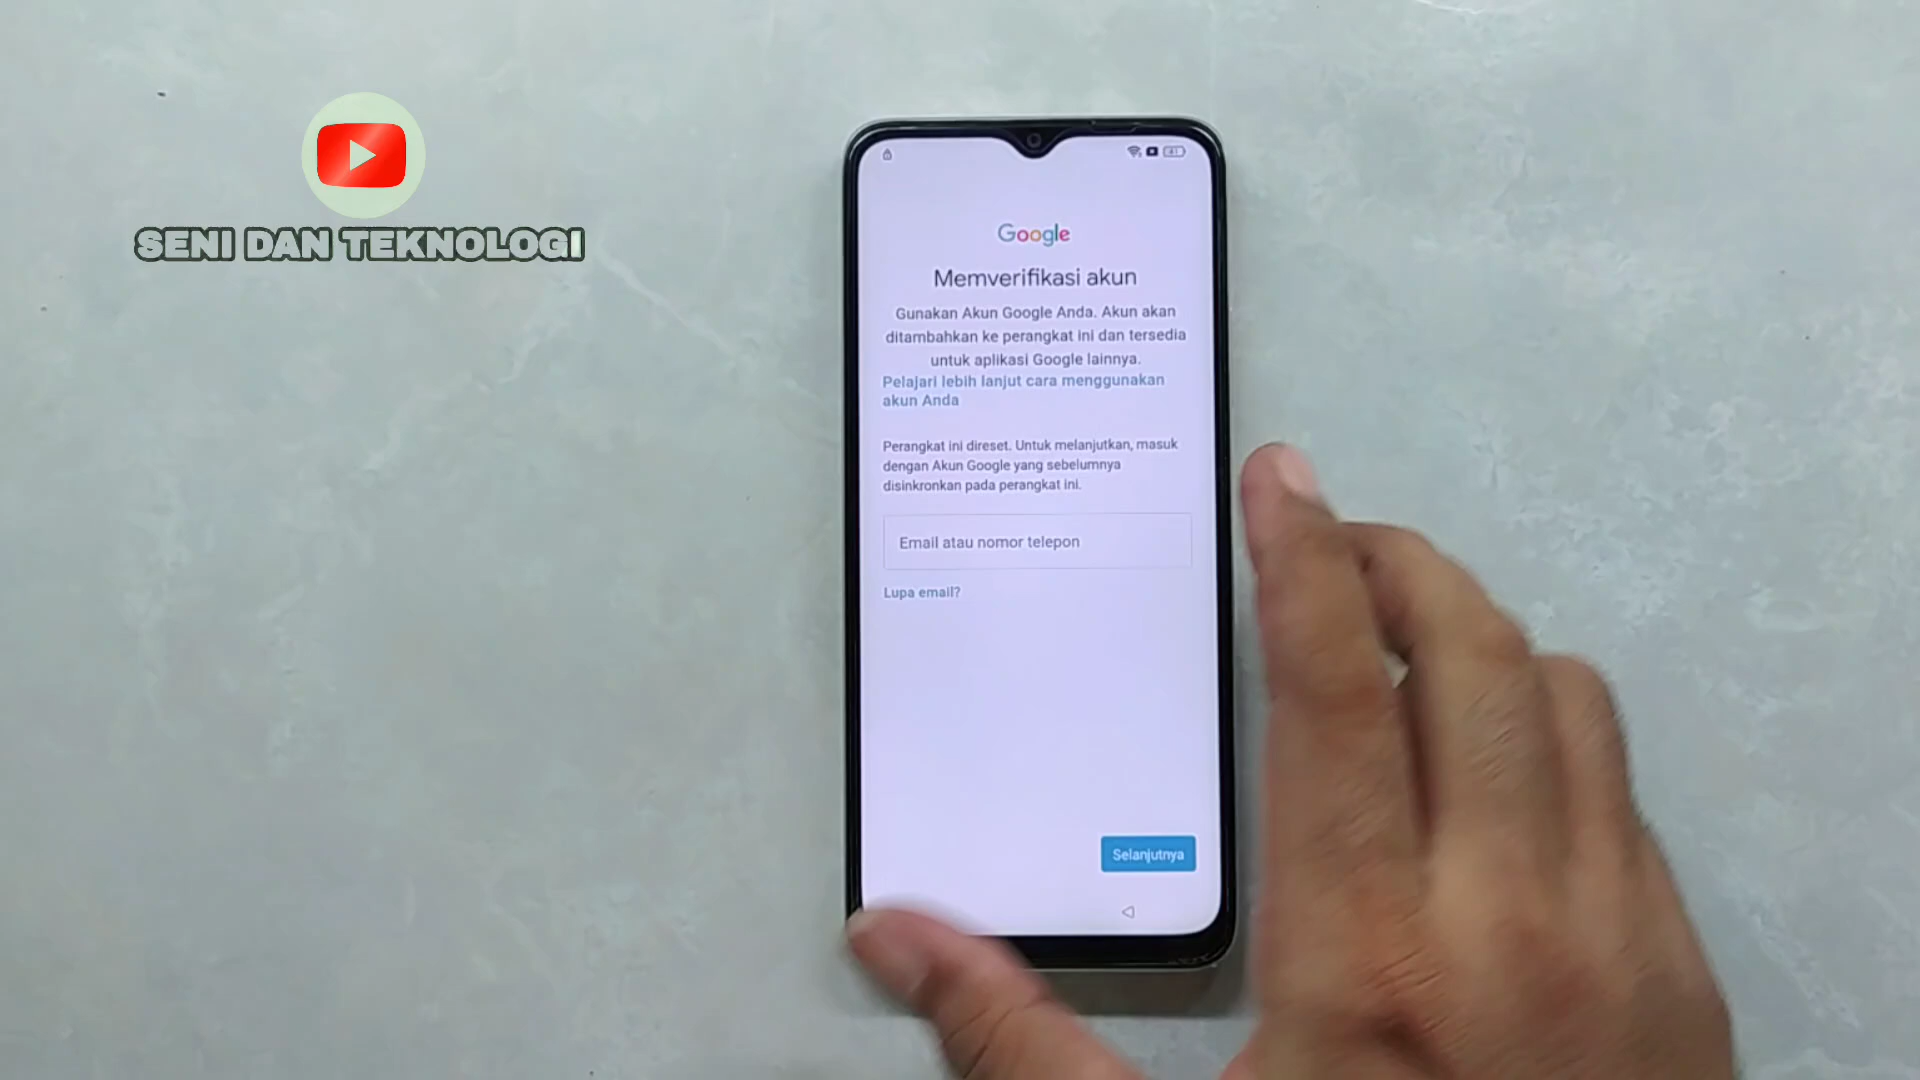 SENI DAN TEKNOLOGI
Google
Memverifikasi akun
Gunakan Akun Google Anda. Akun akan
ditambahkan ke perangkat ini dan tersedia
untuk aplikasi Google lainnya.
Pelajari lebih lanjut cara menggunakan
akun Anda
Perangkat ini direset. Untuk melanjutkan, masuk
dengan Akun Google yang sebelumnya
disinkronkan pada perangkat ini.
Email atau nomor telepon
Lupa email?
Selanjutnya